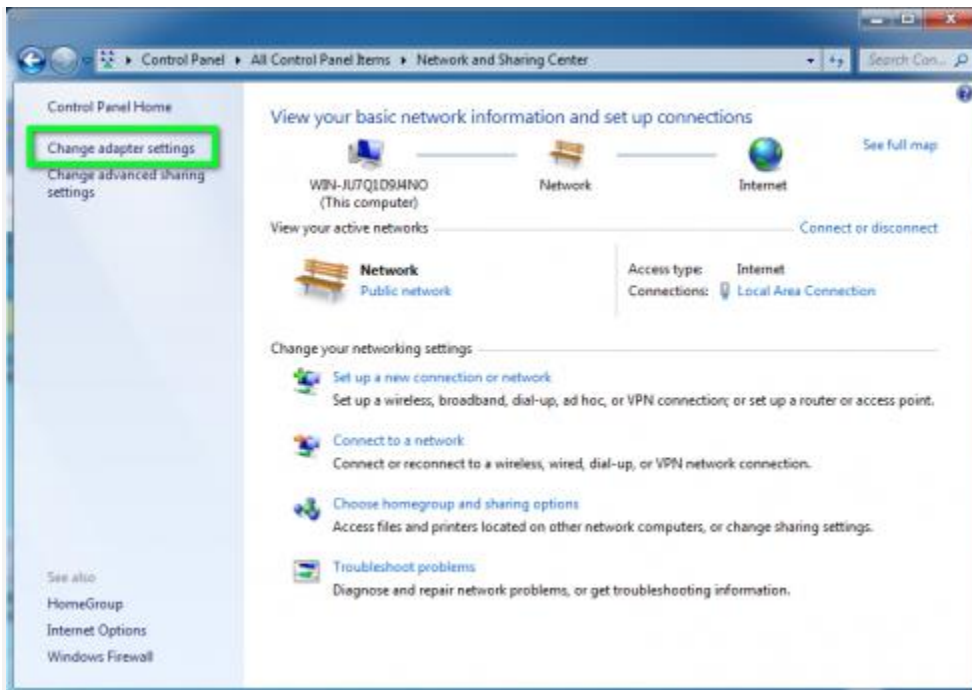 Control Panel ▸ All Control Panel Items ▸ Network and Sharing Center
Search Con...
Control Panel Home
Change adapter settings
Change advanced sharing
settings
View your basic network information and set up connections
See full map
WIN-JU7Q1D9J4NO
(This computer)
Network
Internet
View your active networks
Connect or disconnect
Network
Public network
Access type: Internet
Connections: Local Area Connection
Change your networking settings
Set up a new connection or network
Set up a wireless, broadband, dial-up, ad hoc, or VPN connection; or set up a router or access point.
Connect to a network
Connect or reconnect to a wireless, wired, dial-up, or VPN network connection.
Choose homegroup and sharing options
Access files and printers located on other network computers, or change sharing settings.
Troubleshoot problems
Diagnose and repair network problems, or get troubleshooting information.
See also
HomeGroup
Internet Options
Windows Firewall